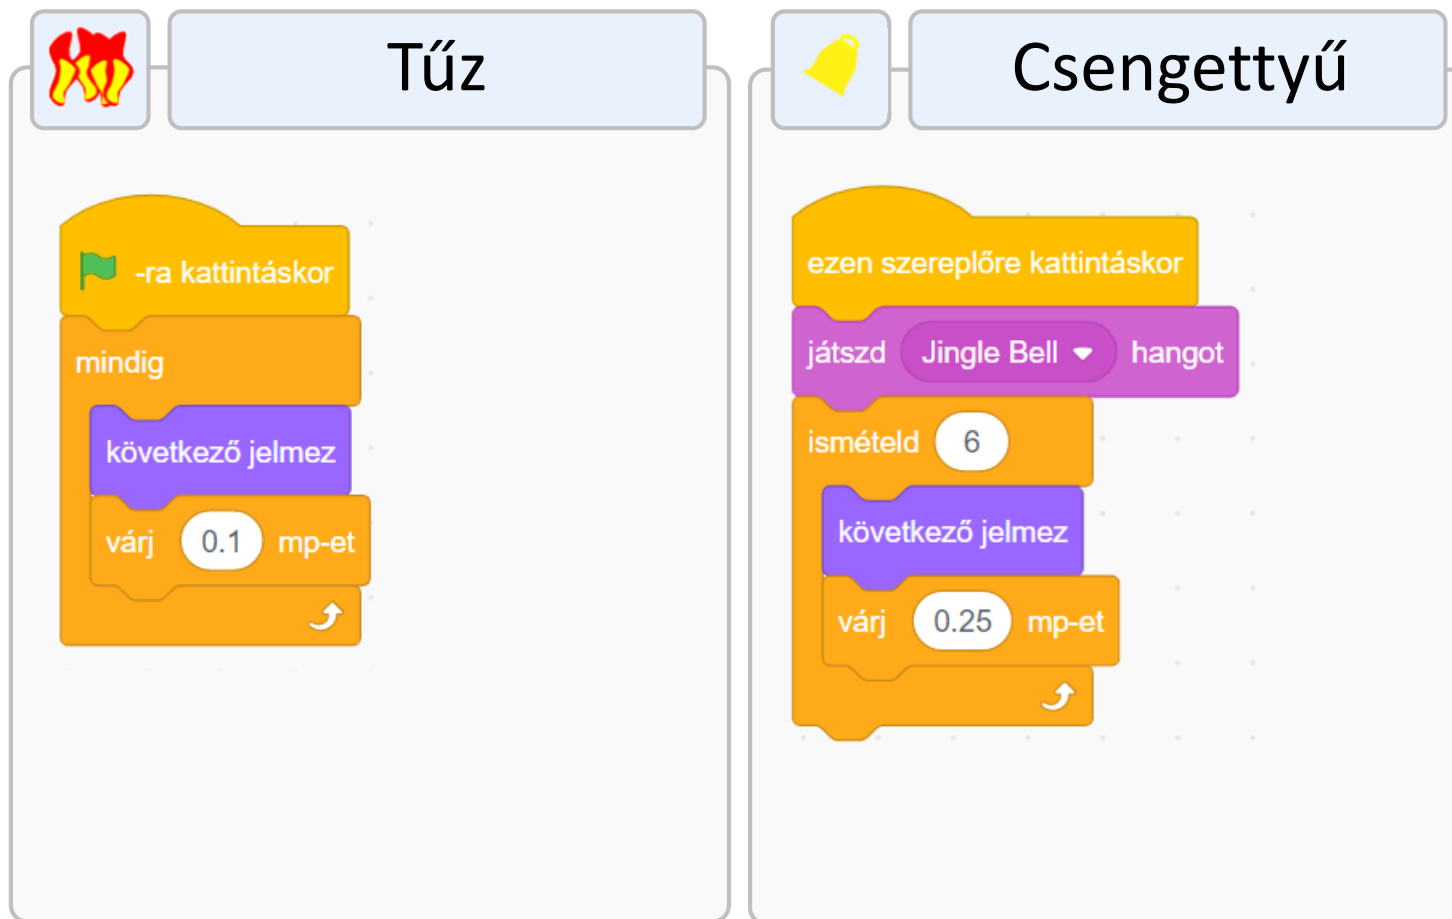 Tűz
-ra kattintáskor
mindig
következő jelmez
várj 0.1 mp-et
Csengettyű
ezen szereplőre kattintáskor
játszd Jingle Bell hangot
ismételd 6
következő jelmez
várj 0.25 mp-et